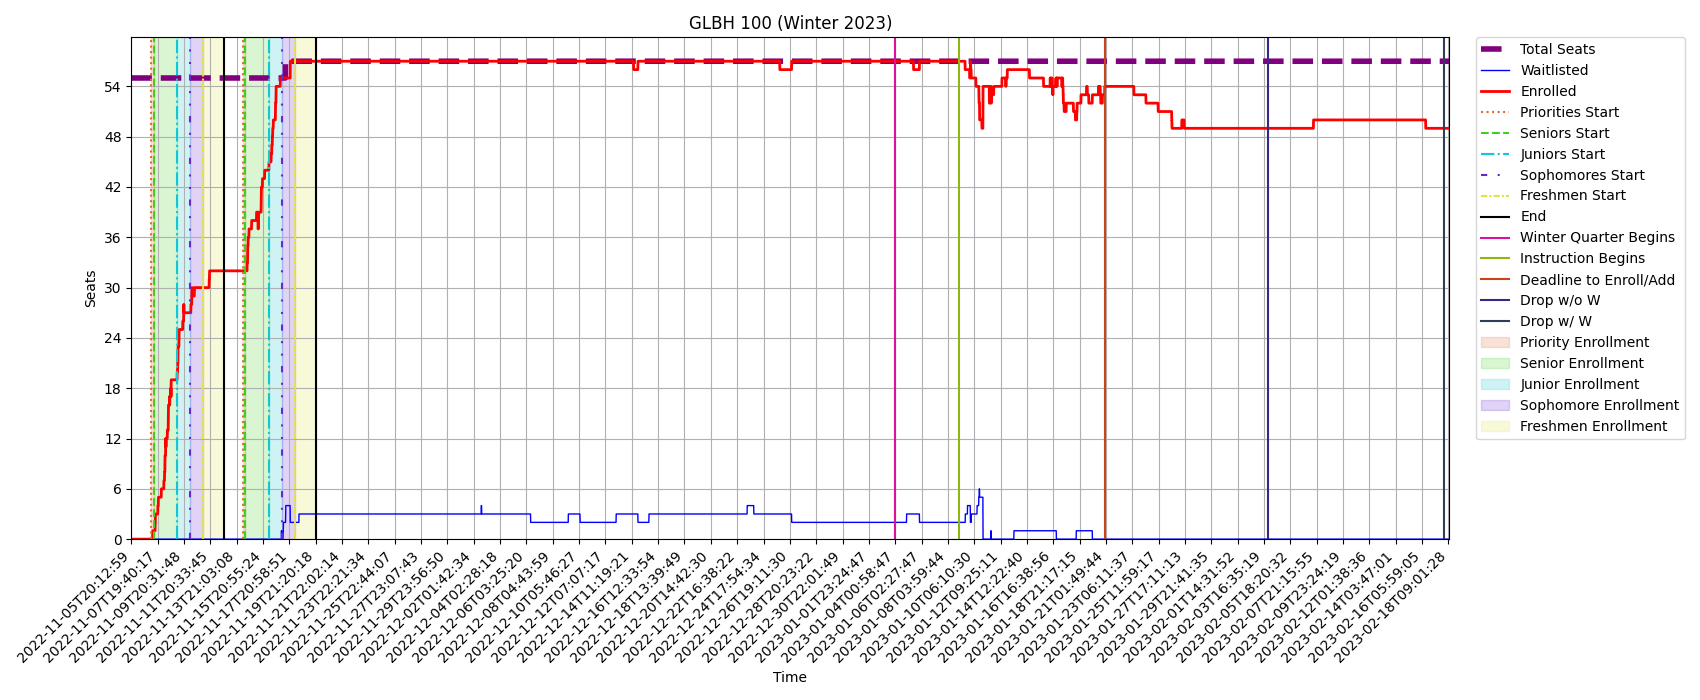 GLBH 100 (Winter 2023)
Seats
54
48
42
36
30
24
18
12
6
0
2022-11-05T20:12:59
2022-11-07T19:40:17
2022-11-09T20:31:48
2022-11-11T20:33:45
2022-11-13T21:03:08
2022-11-15T20:55:24
2022-11-17T20:58:51
2022-11-19T21:20:18
2022-11-21T22:02:14
2022-11-23T22:21:34
2022-11-25T22:44:07
2022-11-27T23:07:43
2022-11-29T23:56:50
2022-12-02T01:42:34
2022-12-04T02:28:18
2022-12-06T03:25:20
2022-12-08T04:43:59
2022-12-10T05:46:27
2022-12-12T07:07:17
2022-12-14T11:19:21
2022-12-16T12:33:54
2022-12-18T13:39:49
2022-12-20T14:42:30
2022-12-22T16:38:22
2022-12-24T17:54:34
2022-12-26T19:11:30
2022-12-28T20:23:22
2022-12-30T22:01:49
2023-01-01T23:24:47
2023-01-04T00:58:47
2023-01-06T02:27:47
2023-01-08T03:59:44
2023-01-10T06:10:30
2023-01-12T09:25:11
2023-01-14T12:22:40
2023-01-16T16:38:56
2023-01-18T21:17:15
2023-01-21T01:49:44
2023-01-23T06:11:37
2023-01-25T11:59:17
2023-01-27T17:11:13
2023-01-29T21:41:35
2023-02-01T14:31:52
2023-02-03T16:35:19
2023-02-05T18:20:32
2023-02-07T21:15:55
2023-02-09T23:24:19
2023-02-12T01:38:36
2023-02-14T03:47:01
2023-02-16T05:59:05
2023-02-18T09:01:28
Time
Total Seats
Waitlisted
Enrolled
Priorities Start
Seniors Start
Juniors Start
Sophomores Start
Freshmen Start
End
Winter Quarter Begins
Instruction Begins
Deadline to Enroll/Add
Drop w/o W
Drop w/ W
Priority Enrollment
Senior Enrollment
Junior Enrollment
Sophomore Enrollment
Freshmen Enrollment